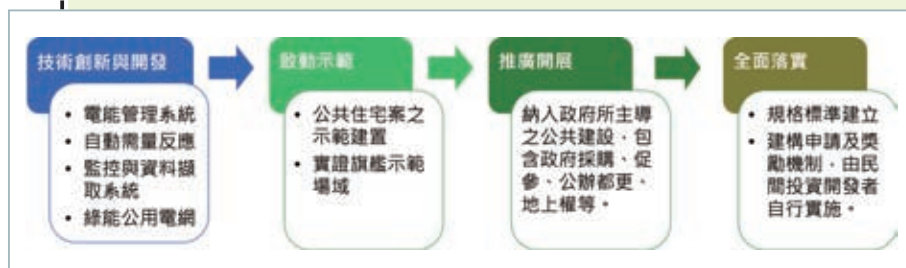 技術創新與開發
• 電能管理系統
• 自動需量反應
• 監控與資料擷
取系統
• 綠能公用電網
啟動示範
• 公共住宅案之
示範建置
• 實證旗艦示範
場域
推廣開展
納入政府所主導
之公共建設，包
含政府採購、促
參、公辦都更、
地上權等。
全面落實
• 規格標準建立
• 建構申請及獎
勵機制，由民
間投資開發者
自行實施。